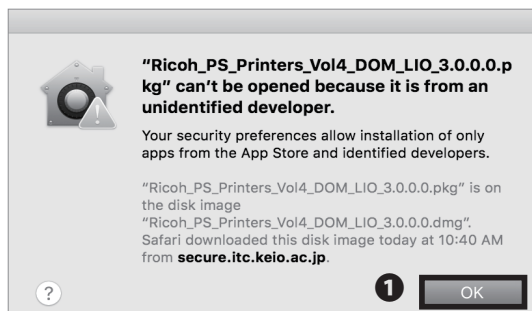 “Ricoh_PS_Printers_Vol4_DOM_LIO_3.0.0.0.p
kg” can’t be opened because it is from an
unidentified developer.
Your security preferences allow installation of only
apps from the App Store and identified developers.
“Ricoh_PS_Printers_Vol4_DOM_LIO_3.0.0.0.pkg” is on
the disk image
“Ricoh_PS_Printers_Vol4_DOM_LIO_3.0.0.0.dmg”.
Safari downloaded this disk image today at 10:40 AM
from secure.itc.keio.ac.jp.
? ❶ OK